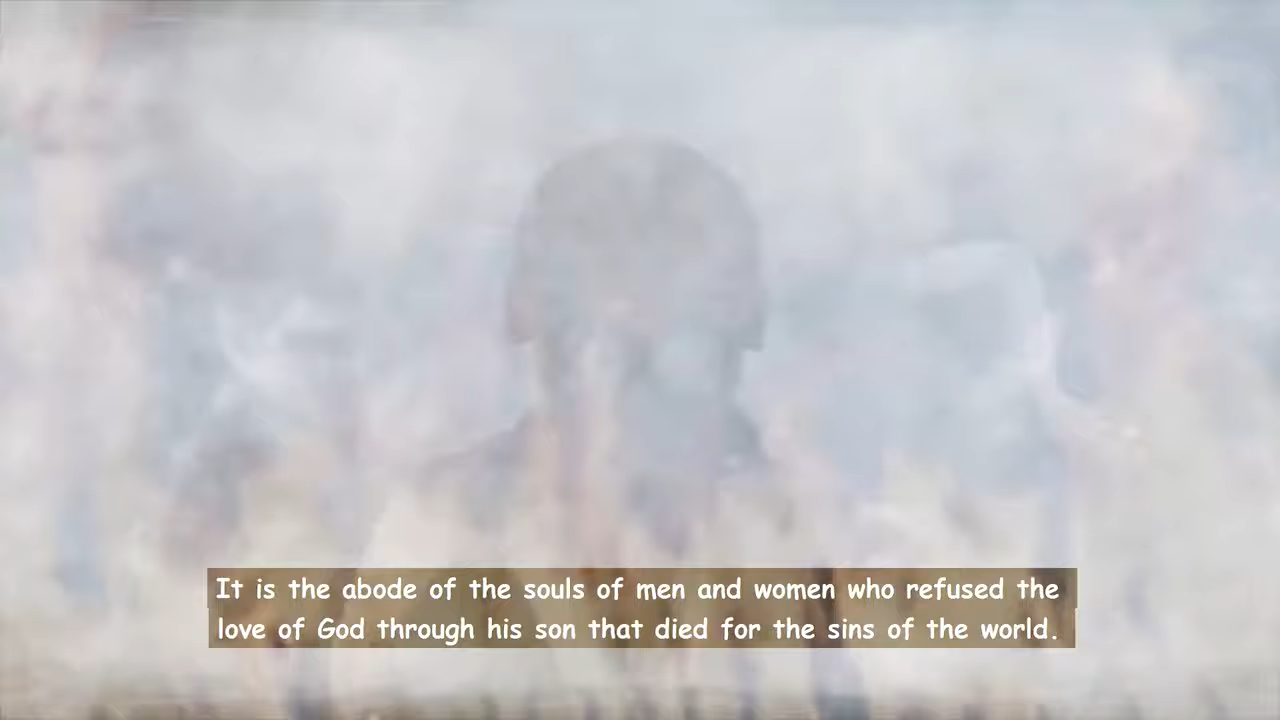 It is the abode of the souls of men and women who refused the
love of God through his son that died for the sins of the world.